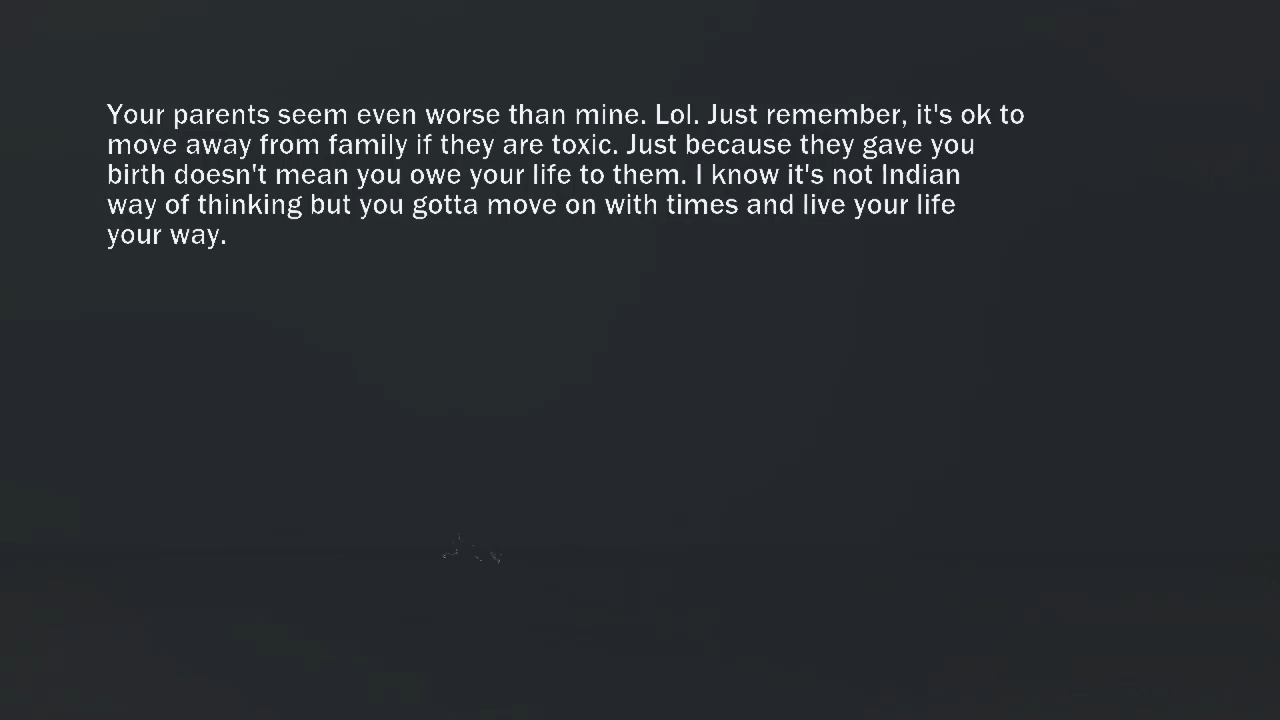 Your parents seem even worse than mine. Lol. Just remember, it's ok to
move away from family if they are toxic. Just because they gave you
birth doesn't mean you owe your life to them. I know it's not Indian
way of thinking but you gotta move on with times and live your life
your way.